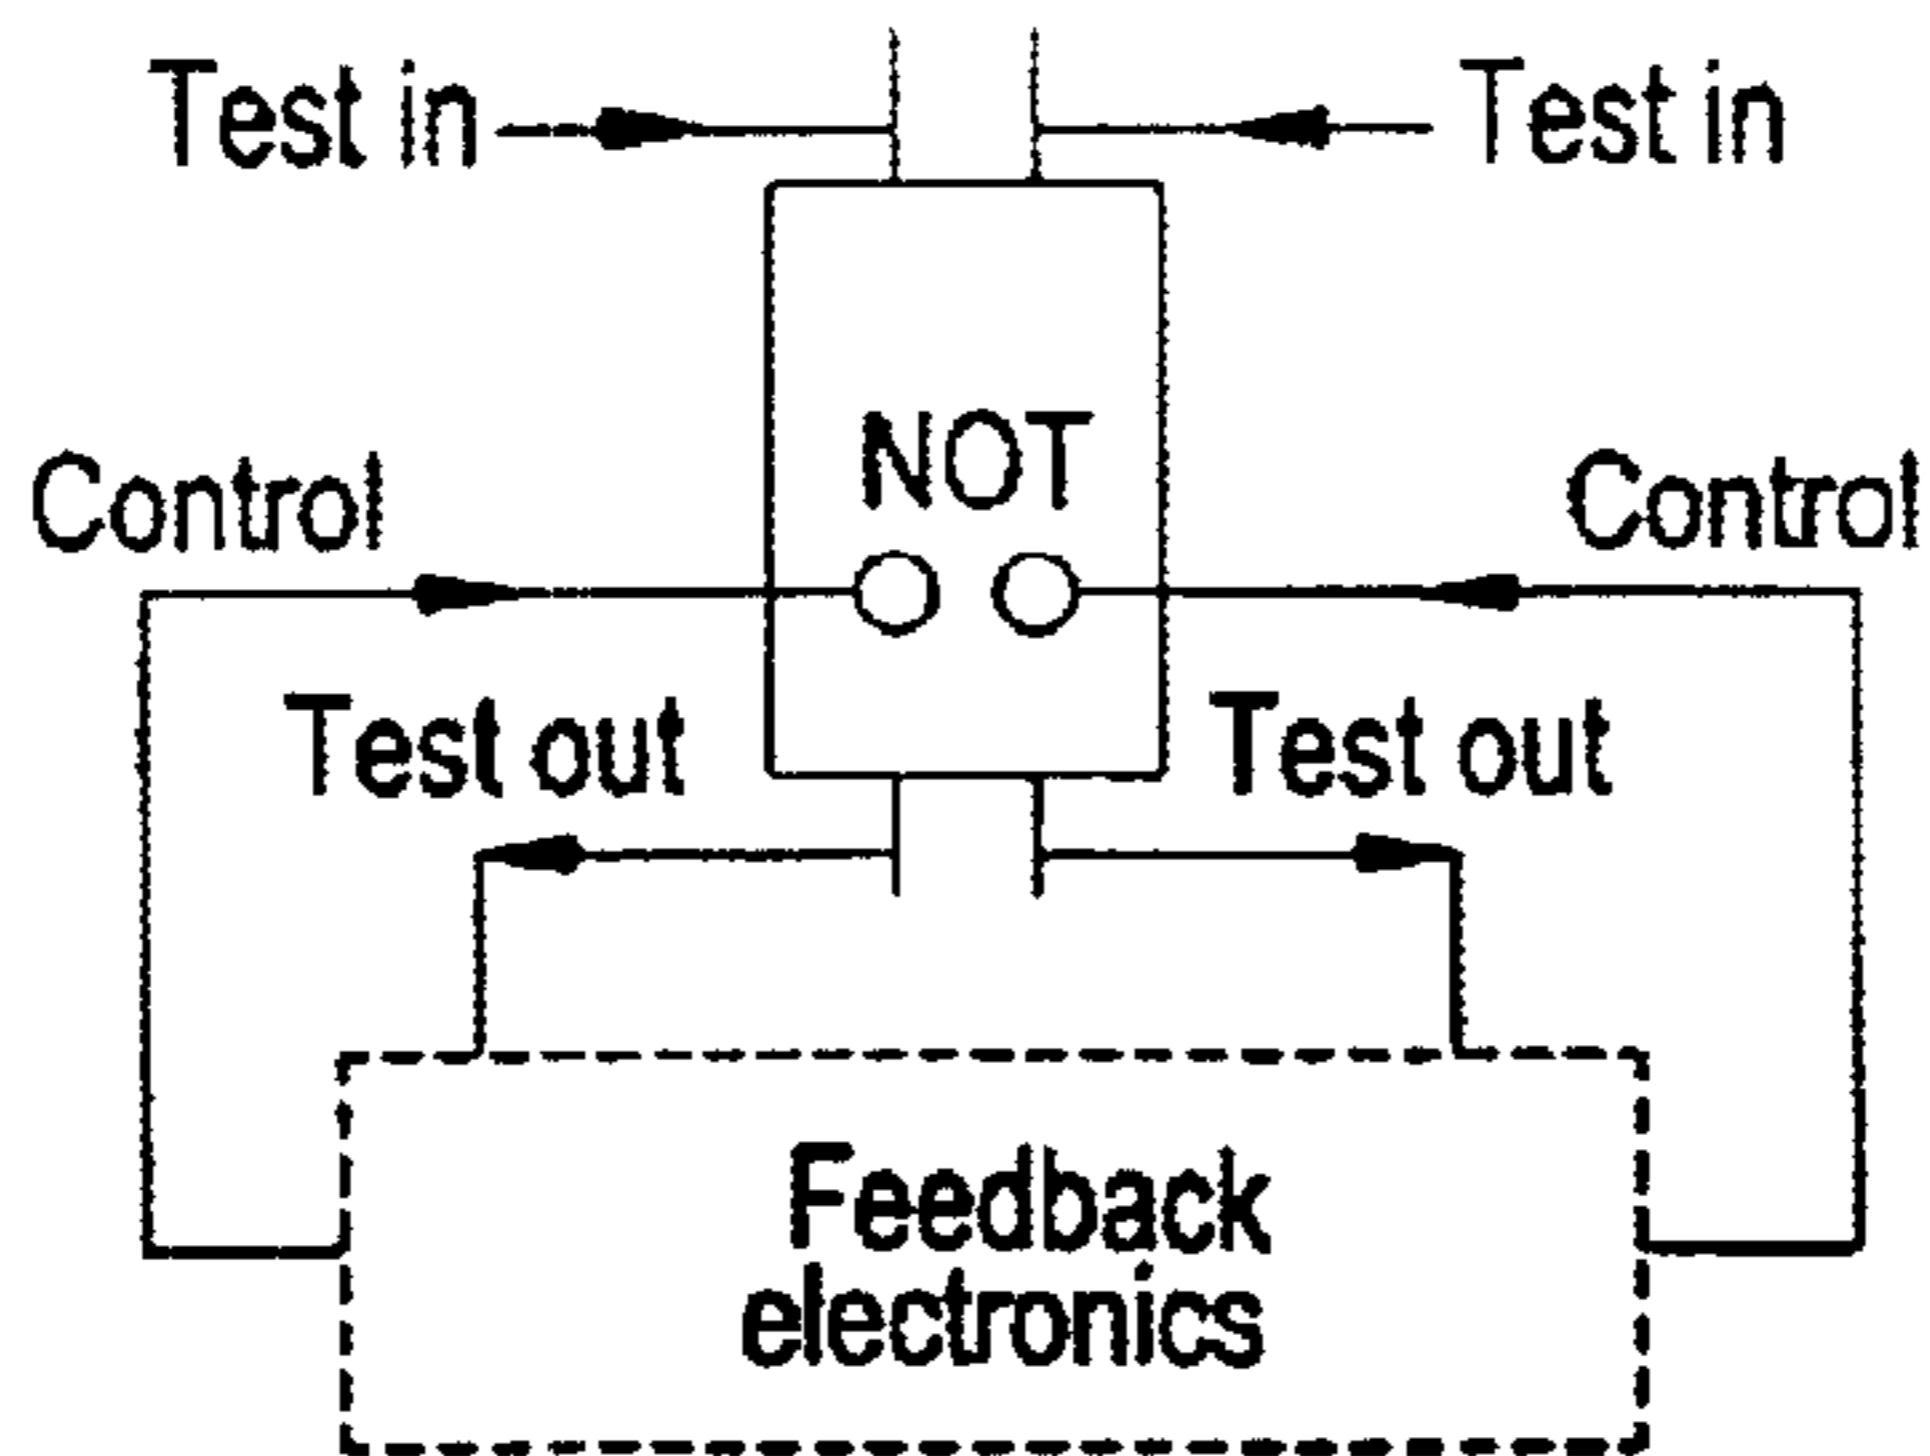 Test in
Test in
NOT
Control
Control
Test out
Test out
Feedback
electronics